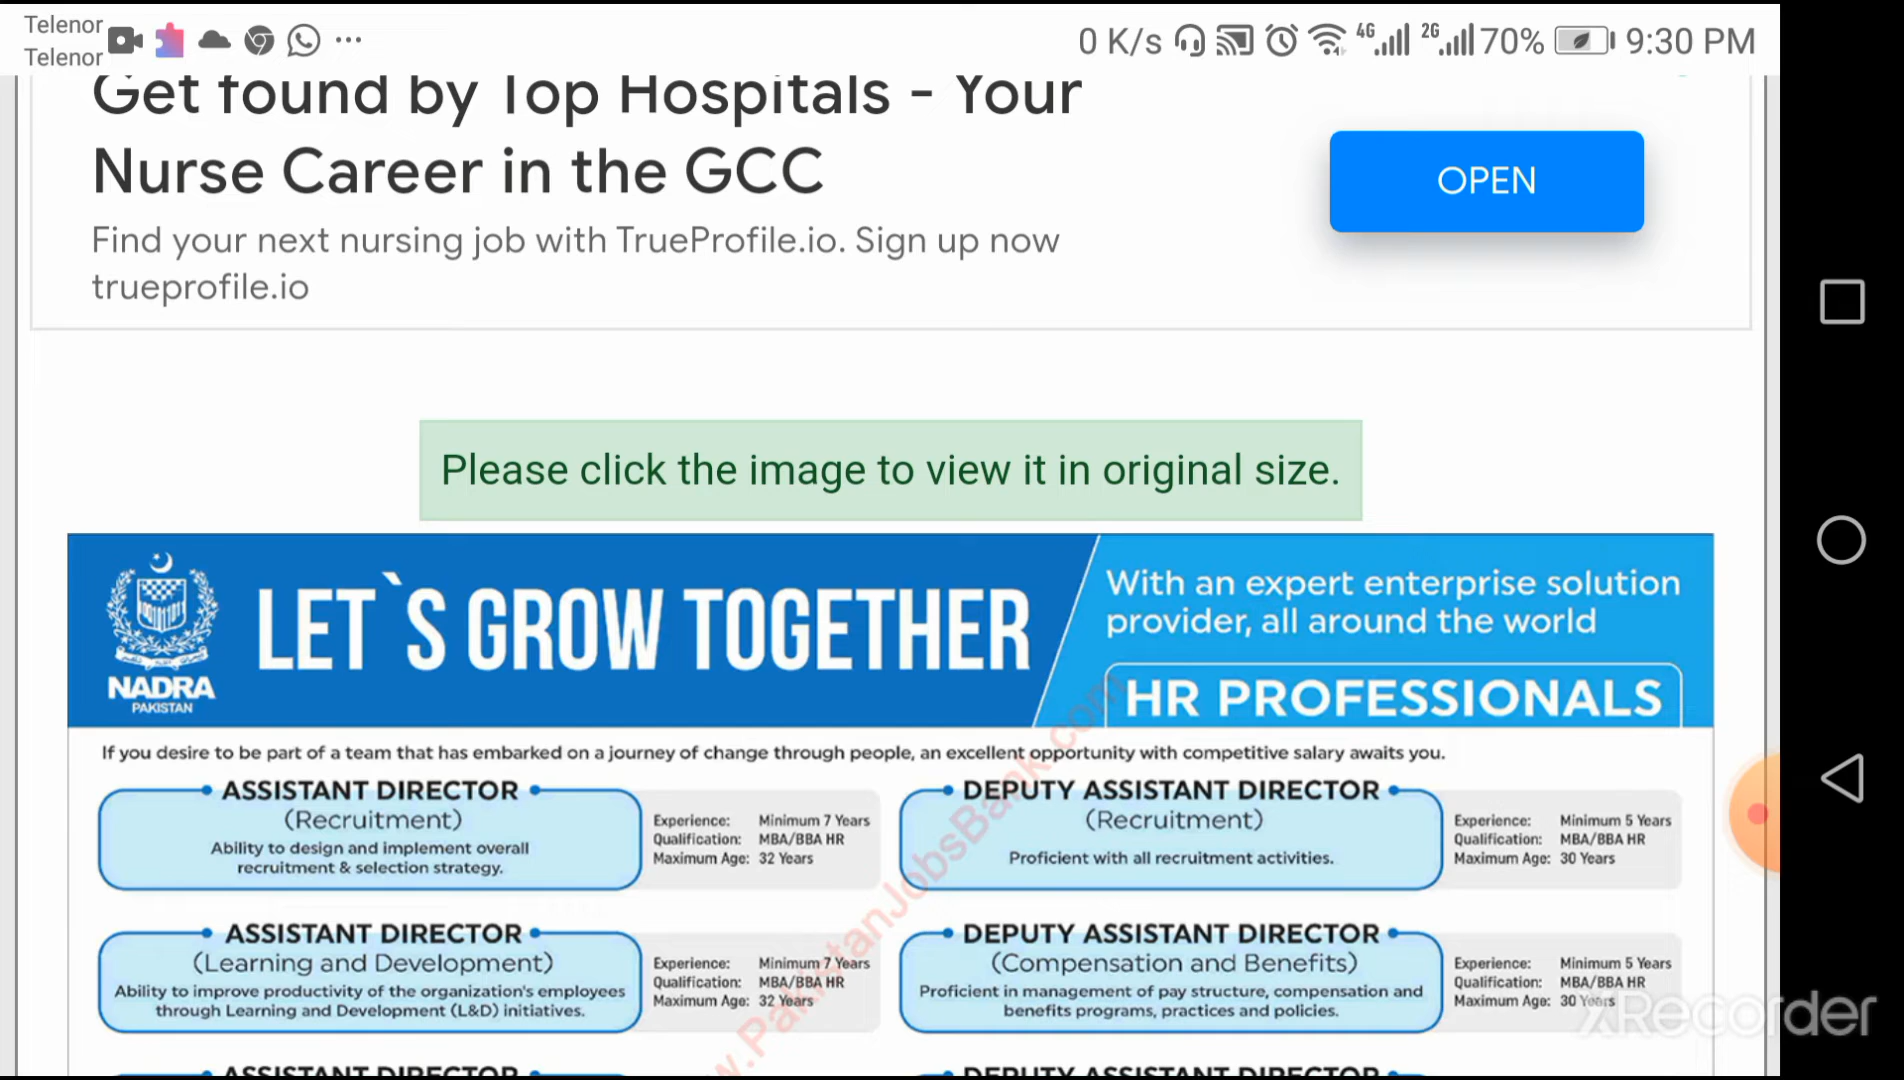 Telenor
Telenor
0 K/s 4G 2G 70% 9:30 PM
Get found by Top Hospitals - Your
Nurse Career in the GCC
Find your next nursing job with TrueProfile.io. Sign up now
trueprofile.io
OPEN
Please click the image to view it in original size.
NADRA
PAKISTAN
LET`S GROW TOGETHER
With an expert enterprise solution
provider, all around the world
HR PROFESSIONALS
If you desire to be part of a team that has embarked on a journey of change through people, an excellent opportunity with competitive salary awaits you.
ASSISTANT DIRECTOR
(Recruitment)
Ability to design and implement overall
recruitment & selection strategy.
Experience: Minimum 7 Years
Qualification: MBA/BBA HR
Maximum Age: 32 Years
DEPUTY ASSISTANT DIRECTOR
(Recruitment)
Proficient with all recruitment activities.
Experience: Minimum 5 Years
Qualification: MBA/BBA HR
Maximum Age: 30 Years
ASSISTANT DIRECTOR
(Learning and Development)
Ability to improve productivity of the organization's employees
through Learning and Development (L&D) initiatives.
Experience: Minimum 7 Years
Qualification: MBA/BBA HR
Maximum Age: 32 Years
DEPUTY ASSISTANT DIRECTOR
(Compensation and Benefits)
Proficient in management of pay structure, compensation and
benefits programs, practices and policies.
Experience: Minimum 5 Years
Qualification: MBA/BBA HR
Maximum Age: 30 Years
ASSISTANT DIRECTOR
DEPUTY ASSISTANT DIRECTOR
w.PakistanJobsBank.com
XRecorder